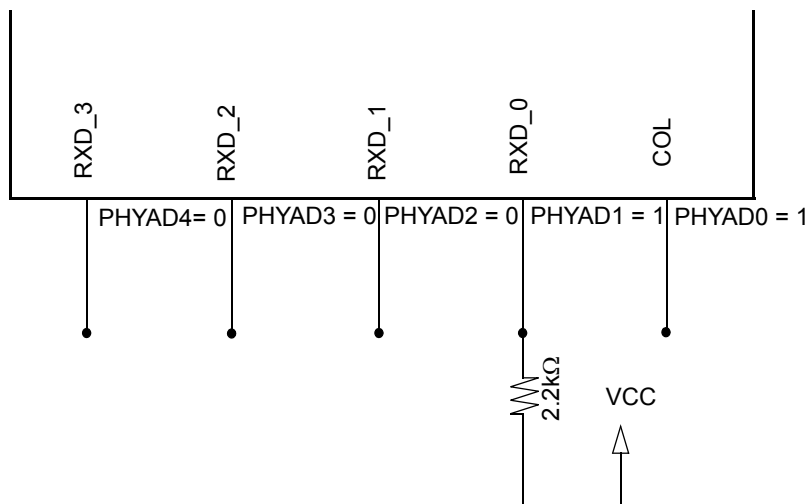 RXD_3
RXD_2
RXD_1
RXD_0
COL
PHYAD4= 0
PHYAD3 = 0
PHYAD2 = 0
PHYAD1 = 1
PHYAD0 = 1
2.2kΩ
VCC